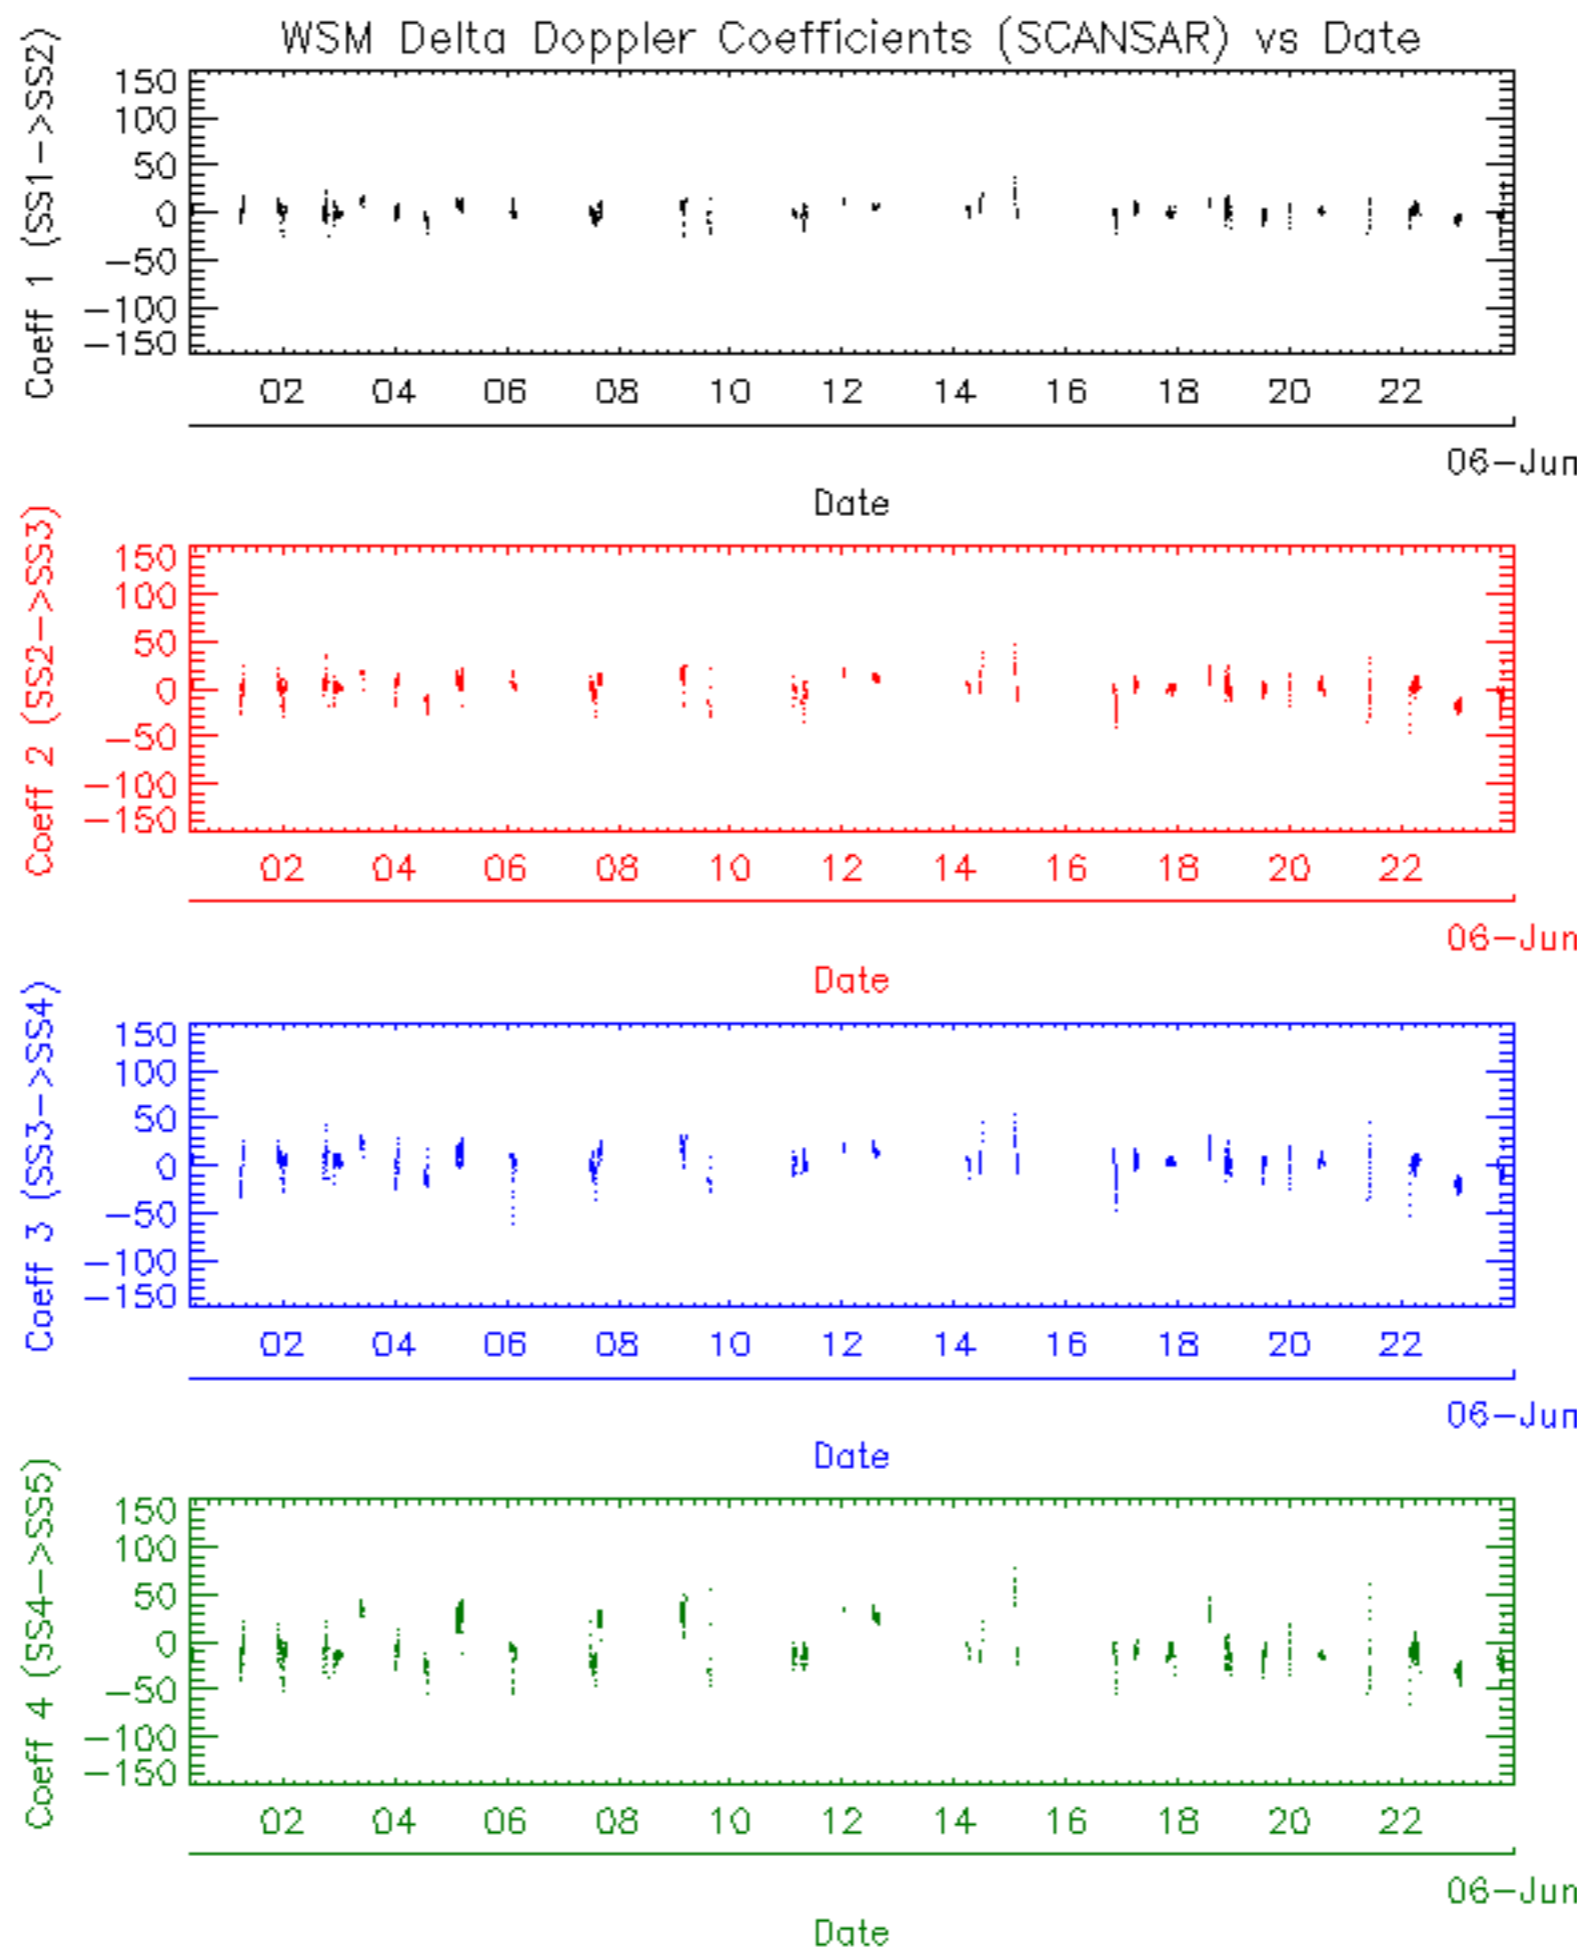 WSM Delta Doppler Coefficients (SCANSAR) vs Date
Coeff 1 (SS1->SS2)
150
100
50
0
-50
-100
-150
02 04 06 08 10 12 14 16 18 20 22
06-Jun
Date
Coeff 2 (SS2->SS3)
150
100
50
0
-50
-100
-150
02 04 06 08 10 12 14 16 18 20 22
06-Jun
Date
Coeff 3 (SS3->SS4)
150
100
50
0
-50
-100
-150
02 04 06 08 10 12 14 16 18 20 22
06-Jun
Date
Coeff 4 (SS4->SS5)
150
100
50
0
-50
-100
-150
02 04 06 08 10 12 14 16 18 20 22
06-Jun
Date